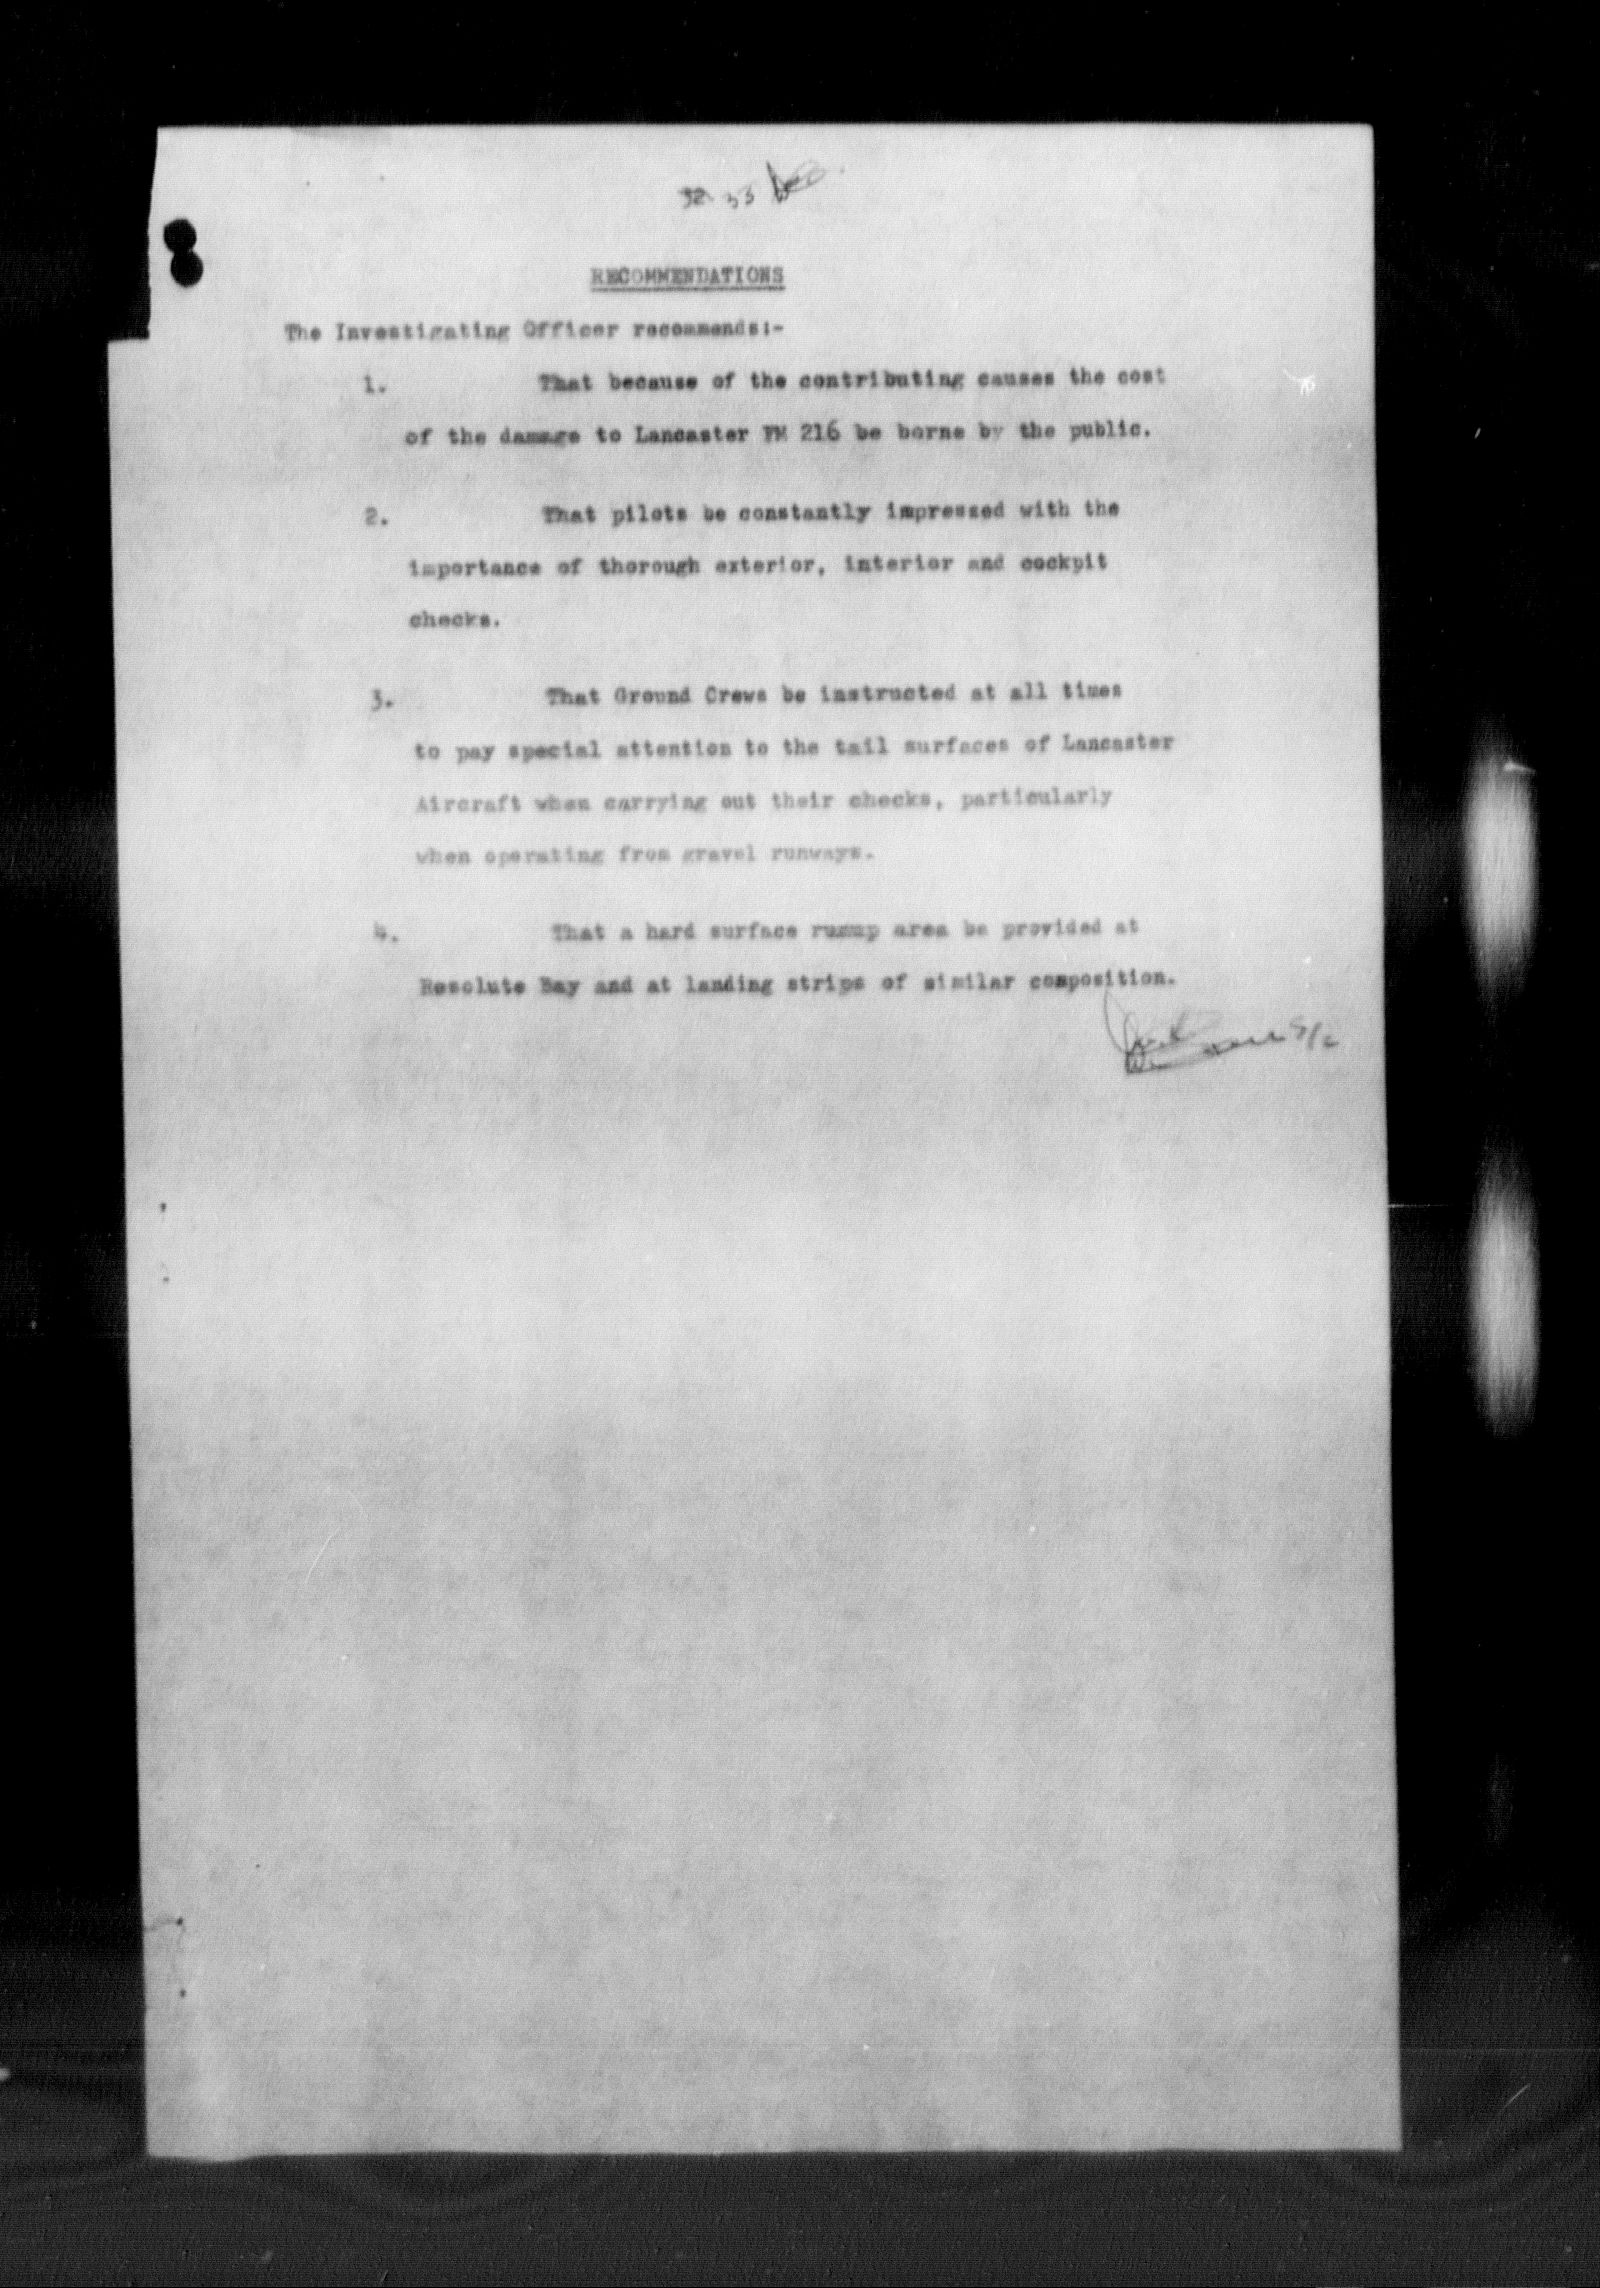 32 33
RECOMMENDATIONS
The Investigating Officer recommends:-
1. That because of the contributing causes the cost
of the damage to Lancaster FM 216 be borne by the public.
2. That pilots be constantly impressed with the
importance of thorough exterior, interior and cockpit
checks.
3. That Ground Crews be instructed at all times
to pay special attention to the tail surfaces of Lancaster
Aircraft when carrying out their checks, particularly
when operating from gravel runways.
4. That a hard surface runup area be provided at
Resolute Bay and at landing strips of similar composition.